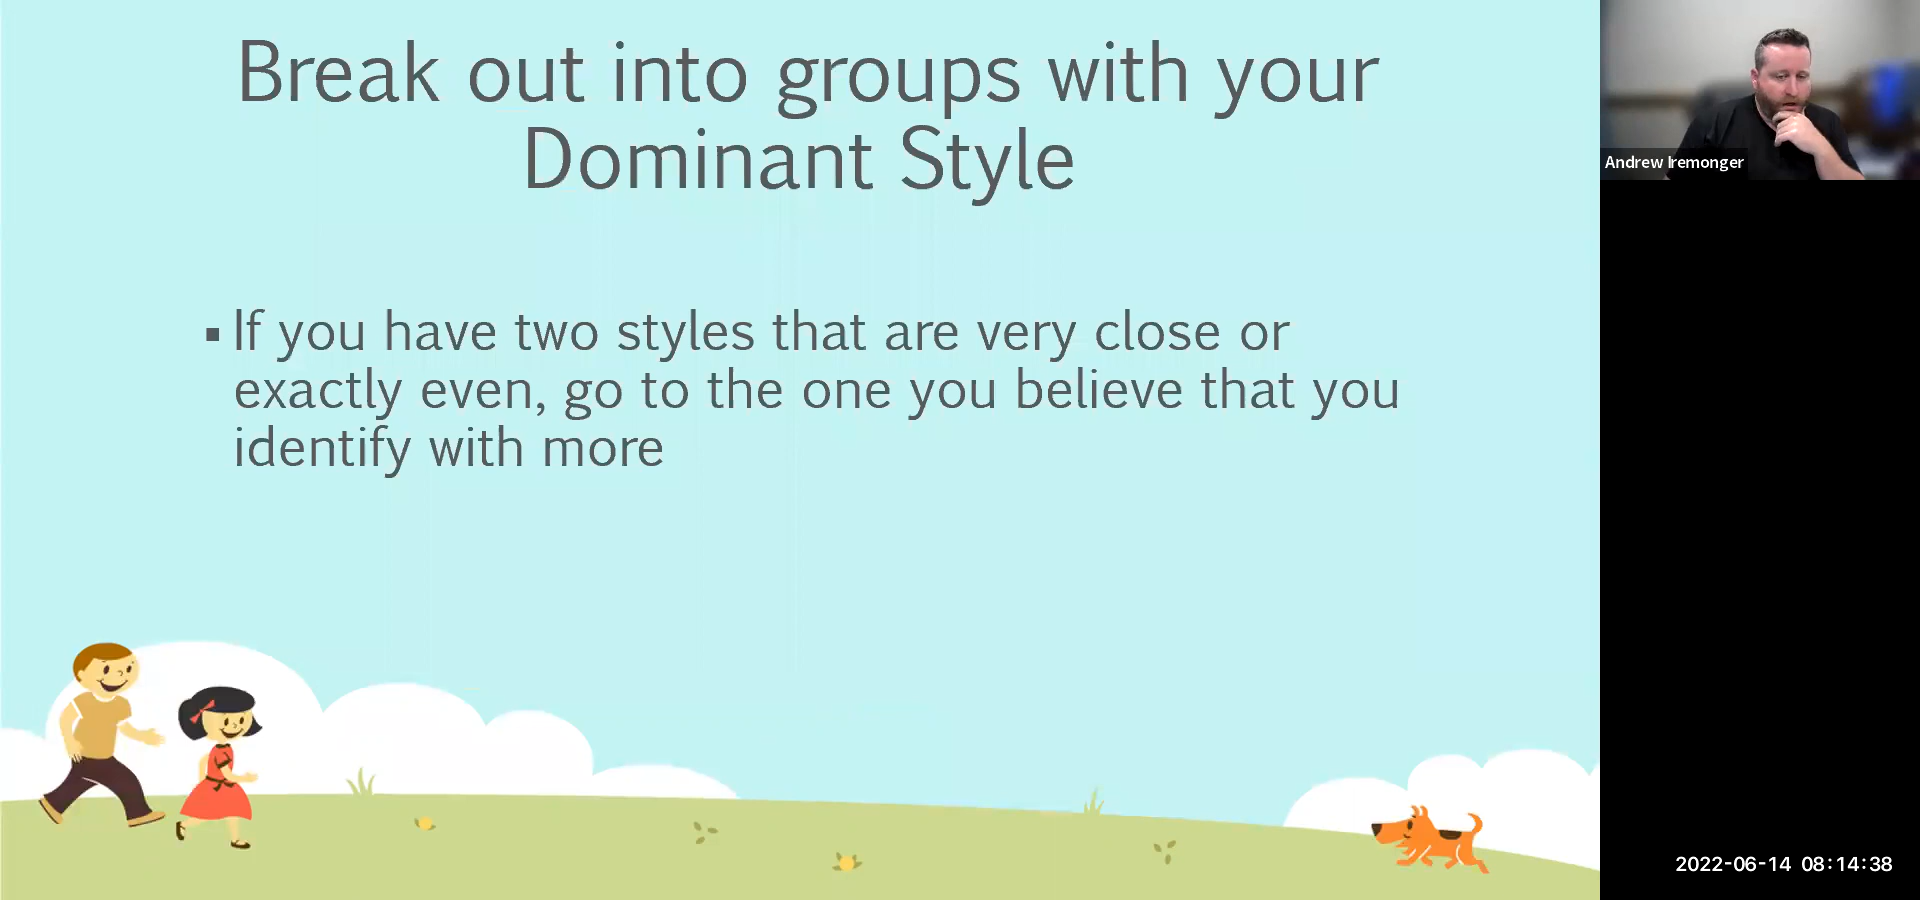 Break out into groups with your
Dominant Style
▪ If you have two styles that are very close or
exactly even, go to the one you believe that you
identify with more
Andrew Iremonger
2022-06-14 08:14:38